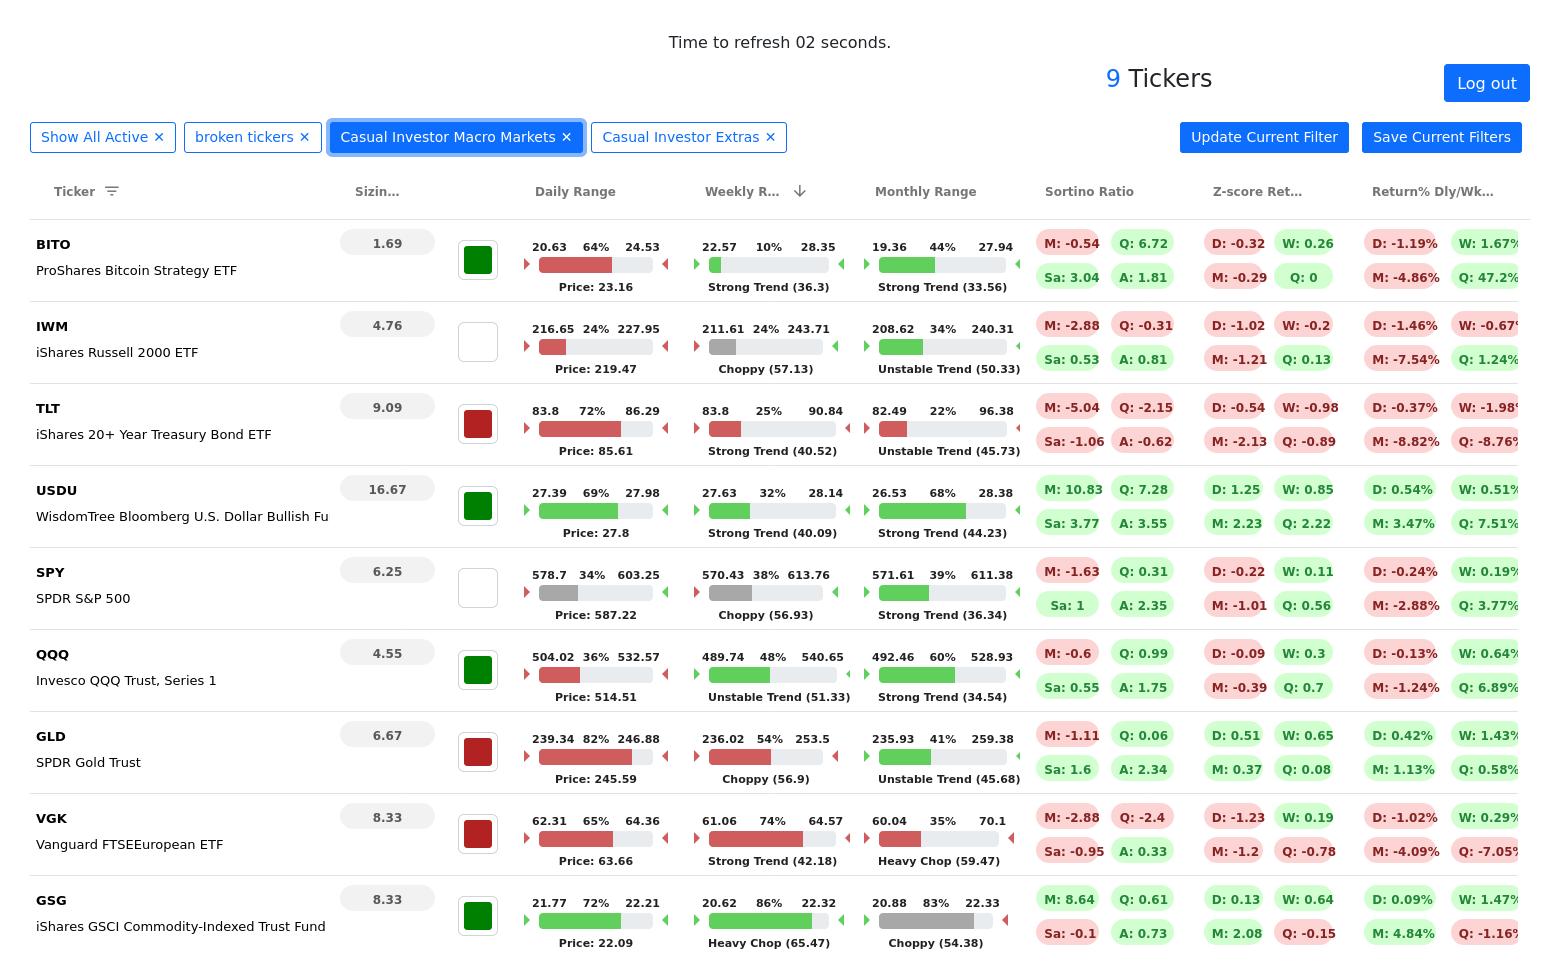 Time to refresh 02 seconds.
9 Tickers
Log out
Show All Active ✕ broken tickers ✕ Casual Investor Macro Markets ✕ Casual Investor Extras ✕ Update Current Filter Save Current Filters
Ticker Sizin... Daily Range Weekly R... Monthly Range Sortino Ratio Z-score Ret... Return% Dly/Wk...
BITO 1.69 20.63 64% 24.53 22.57 10% 28.35 19.36 44% 27.94 M: -0.54 Q: 6.72 D: -0.32 W: 0.26 D: -1.19% W: 1.67%
ProShares Bitcoin Strategy ETF Price: 23.16 Strong Trend (36.3) Strong Trend (33.56) Sa: 3.04 A: 1.81 M: -0.29 Q: 0 M: -4.86% Q: 47.2%
IWM 4.76 216.65 24% 227.95 211.61 24% 243.71 208.62 34% 240.31 M: -2.88 Q: -0.31 D: -1.02 W: -0.2 D: -1.46% W: -0.67%
iShares Russell 2000 ETF Price: 219.47 Choppy (57.13) Unstable Trend (50.33) Sa: 0.53 A: 0.81 M: -1.21 Q: 0.13 M: -7.54% Q: 1.24%
TLT 9.09 83.8 72% 86.29 83.8 25% 90.84 82.49 22% 96.38 M: -5.04 Q: -2.15 D: -0.54 W: -0.98 D: -0.37% W: -1.98%
iShares 20+ Year Treasury Bond ETF Price: 85.61 Strong Trend (40.52) Unstable Trend (45.73) Sa: -1.06 A: -0.62 M: -2.13 Q: -0.89 M: -8.82% Q: -8.76%
USDU 16.67 27.39 69% 27.98 27.63 32% 28.14 26.53 68% 28.38 M: 10.83 Q: 7.28 D: 1.25 W: 0.85 D: 0.54% W: 0.51%
WisdomTree Bloomberg U.S. Dollar Bullish Fu Price: 27.8 Strong Trend (40.09) Strong Trend (44.23) Sa: 3.77 A: 3.55 M: 2.23 Q: 2.22 M: 3.47% Q: 7.51%
SPY 6.25 578.7 34% 603.25 570.43 38% 613.76 571.61 39% 611.38 M: -1.63 Q: 0.31 D: -0.22 W: 0.11 D: -0.24% W: 0.19%
SPDR S&P 500 Price: 587.22 Choppy (56.93) Strong Trend (36.34) Sa: 1 A: 2.35 M: -1.01 Q: 0.56 M: -2.88% Q: 3.77%
QQQ 4.55 504.02 36% 532.57 489.74 48% 540.65 492.46 60% 528.93 M: -0.6 Q: 0.99 D: -0.09 W: 0.3 D: -0.13% W: 0.64%
Invesco QQQ Trust, Series 1 Price: 514.51 Unstable Trend (51.33) Strong Trend (34.54) Sa: 0.55 A: 1.75 M: -0.39 Q: 0.7 M: -1.24% Q: 6.89%
GLD 6.67 239.34 82% 246.88 236.02 54% 253.5 235.93 41% 259.38 M: -1.11 Q: 0.06 D: 0.51 W: 0.65 D: 0.42% W: 1.43%
SPDR Gold Trust Price: 245.59 Choppy (56.9) Unstable Trend (45.68) Sa: 1.6 A: 2.34 M: 0.37 Q: 0.08 M: 1.13% Q: 0.58%
VGK 8.33 62.31 65% 64.36 61.06 74% 64.57 60.04 35% 70.1 M: -2.88 Q: -2.4 D: -1.23 W: 0.19 D: -1.02% W: 0.29%
Vanguard FTSEEuropean ETF Price: 63.66 Strong Trend (42.18) Heavy Chop (59.47) Sa: -0.95 A: 0.33 M: -1.2 Q: -0.78 M: -4.09% Q: -7.05%
GSG 8.33 21.77 72% 22.21 20.62 86% 22.32 20.88 83% 22.33 M: 8.64 Q: 0.61 D: 0.13 W: 0.64 D: 0.09% W: 1.47%
iShares GSCI Commodity-Indexed Trust Fund Price: 22.09 Heavy Chop (65.47) Choppy (54.38) Sa: -0.1 A: 0.73 M: 2.08 Q: -0.15 M: 4.84% Q: -1.16%